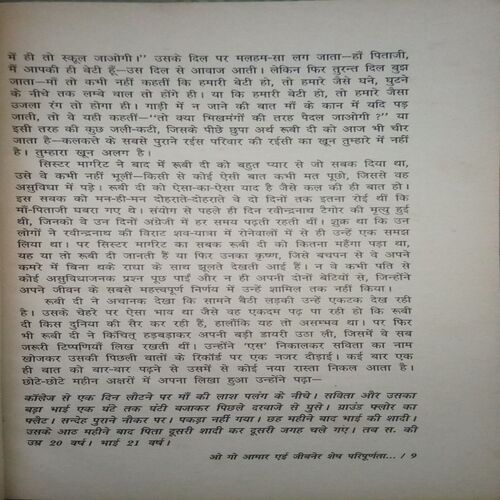 में ही तो स्कूल जाओगी।" उसके दिल पर मलहम-सा लग जाता—हाँ पिताजी,
मैं आपकी ही बेटी हूँ—उस दिल से आवाज आती। लेकिन फिर तुरन्त दिल बुझ
जाता—माँ तो कभी नहीं कहतीं कि हमारी बेटी होगी, तो हमारे जैसे घने, घुटने
के नीचे तक लम्बे बाल तो होंगे ही। या कि हमारी बेटी हो, तो हमारे जैसा
उजला रंग तो होगा ही। गाड़ी में न जाने की बात माँ के कान में यदि पड़
जाती, तो वे यही कहतीं—"तो क्या भिखमंगों की तरह पैदल जाओगी ?" या
इसी तरह की कुछ जली-कटी, जिसके पीछे छुपा अर्थ रूबी दी को आज भी चीर
जाता है—कलकत्ते के सबसे पुराने रईस परिवार की रईसी का खून तुम्हारे में नहीं
है। तुम्हारा खून अलग है।
सिस्टर मार्गरेट ने बाद में रूबी दी को बहुत प्यार से जो सबक दिया था,
उसे वे कभी नहीं भूलीं—किसी से कोई ऐसी बात कभी मत पूछो, जिससे वह
असुविधा में पड़े। रूबी दी को ऐसा-का-ऐसा याद है जैसे कल की ही बात हो।
इस सबक को मन-ही-मन दोहराते-दोहराते वे दो दिनों तक इतना रोई थीं कि
माँ-पिताजी घबरा गए थे। संयोग से पहले ही दिन रवीन्द्रनाथ टैगोर की मृत्यु हुई
थी, जिनको वे उन दिनों अंग्रेजी में हर समय पढ़ती रहती थीं। शुक्र था कि उन
लोगों ने रवीन्द्रनाथ की विराट शव-यात्रा में रोनेवालों में से ही उन्हें एक समझ
लिया था। पर सिस्टर मार्गरेट का सबक रूबी दी को कितना महँगा पड़ा था,
यह या तो रूबी दी जानती हैं या फिर उनका कृष्ण, जिसे बचपन से वे अपने
कमरे में बिना थके राधा के साथ झूलते देखती आई हैं। न वे कभी पति से
कोई असुविधाजनक प्रश्न पूछ पाईं और न ही अपनी दोनों बेटियों से, जिन्होंने
अपने जीवन के सबसे महत्त्वपूर्ण निर्णय में उन्हें शामिल तक नहीं किया।
रूबी दी ने अचानक देखा कि सामने बैठी लड़की उन्हें एकटक देख रही
है। उसके चेहरे पर ऐसा भाव था जैसे वह एकदम पढ़ पा रही हो कि रूबी
दी किस दुनिया की सैर कर रही हैं, हालाँकि यह तो असम्भव था। पर फिर
भी रूबी दी ने किंचित् हड़बड़ाकर अपनी बड़ी डायरी उठा ली, जिसमें वे सब
जरूरी टिप्पणियाँ लिख रखती थीं। उन्होंने 'एस' निकालकर सविता का नाम
खोजकर उसकी पिछली बातों के रिकॉर्ड पर एक नजर दौड़ाई। कई बार एक
ही बात को बार-बार पढ़ने से उसमें से कोई नया रास्ता निकल आता है।
छोटे-छोटे महीन अक्षरों में अपना लिखा हुआ उन्होंने पढ़ा—
कॉलेज से एक दिन लौटने पर माँ की लाश पलंग के नीचे। सविता और उसका
बड़ा भाई एक घंटे तक घंटी बजाकर पिछले दरवाजे से घुसे। ग्राउंड फ्लोर का
फ्लैट। सन्देह पुराने नौकर पर। पकड़ा नहीं गया। छह महीने बाद भाई की शादी।
उसके आठ महीने बाद पिता दूसरी शादी कर दूसरी जगह चले गए। तब स. की
उम्र 20 वर्ष। भाई 21 वर्ष।
ओ गो आमार एई जीवनेर शेष परिपूर्णता... / 9